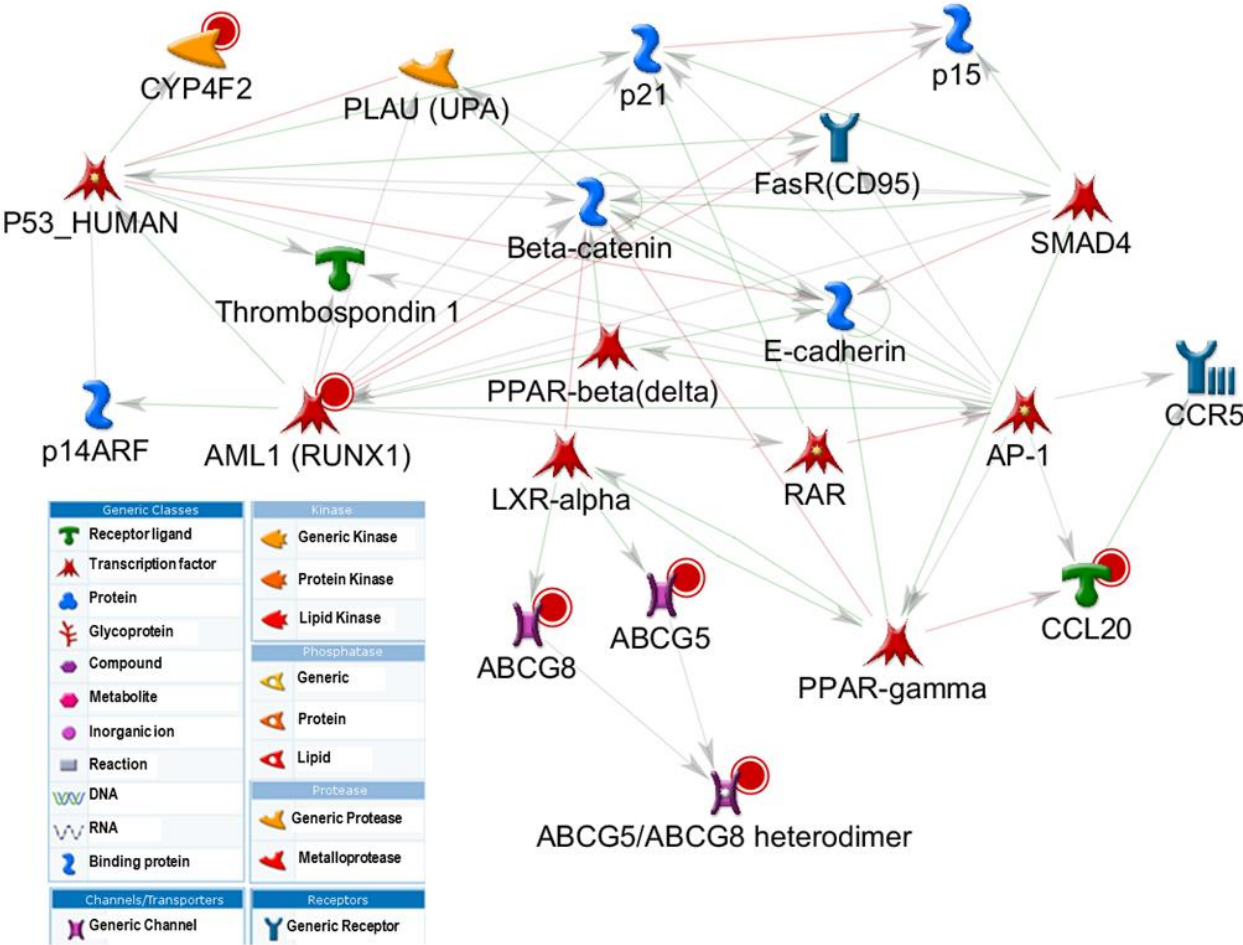 CYP4F2
PLAU (UPA)
p21
p15
FasR(CD95)
P53_HUMAN
Beta-catenin
SMAD4
Thrombospondin 1
E-cadherin
PPAR-beta(delta)
CCR5
p14ARF
AML1 (RUNX1)
AP-1
LXR-alpha
RAR
ABCG8
ABCG5
CCL20
PPAR-gamma
ABCG5/ABCG8 heterodimer
Generic Classes
Receptor ligand
Transcription factor
Protein
Glycoprotein
Compound
Metabolite
Inorganic ion
Reaction
DNA
RNA
Binding protein
Channels/Transporters
Generic Channel
Kinase
Generic Kinase
Protein Kinase
Lipid Kinase
Phosphatase
Generic
Protein
Lipid
Protease
Generic Protease
Metalloprotease
Receptors
Generic Receptor